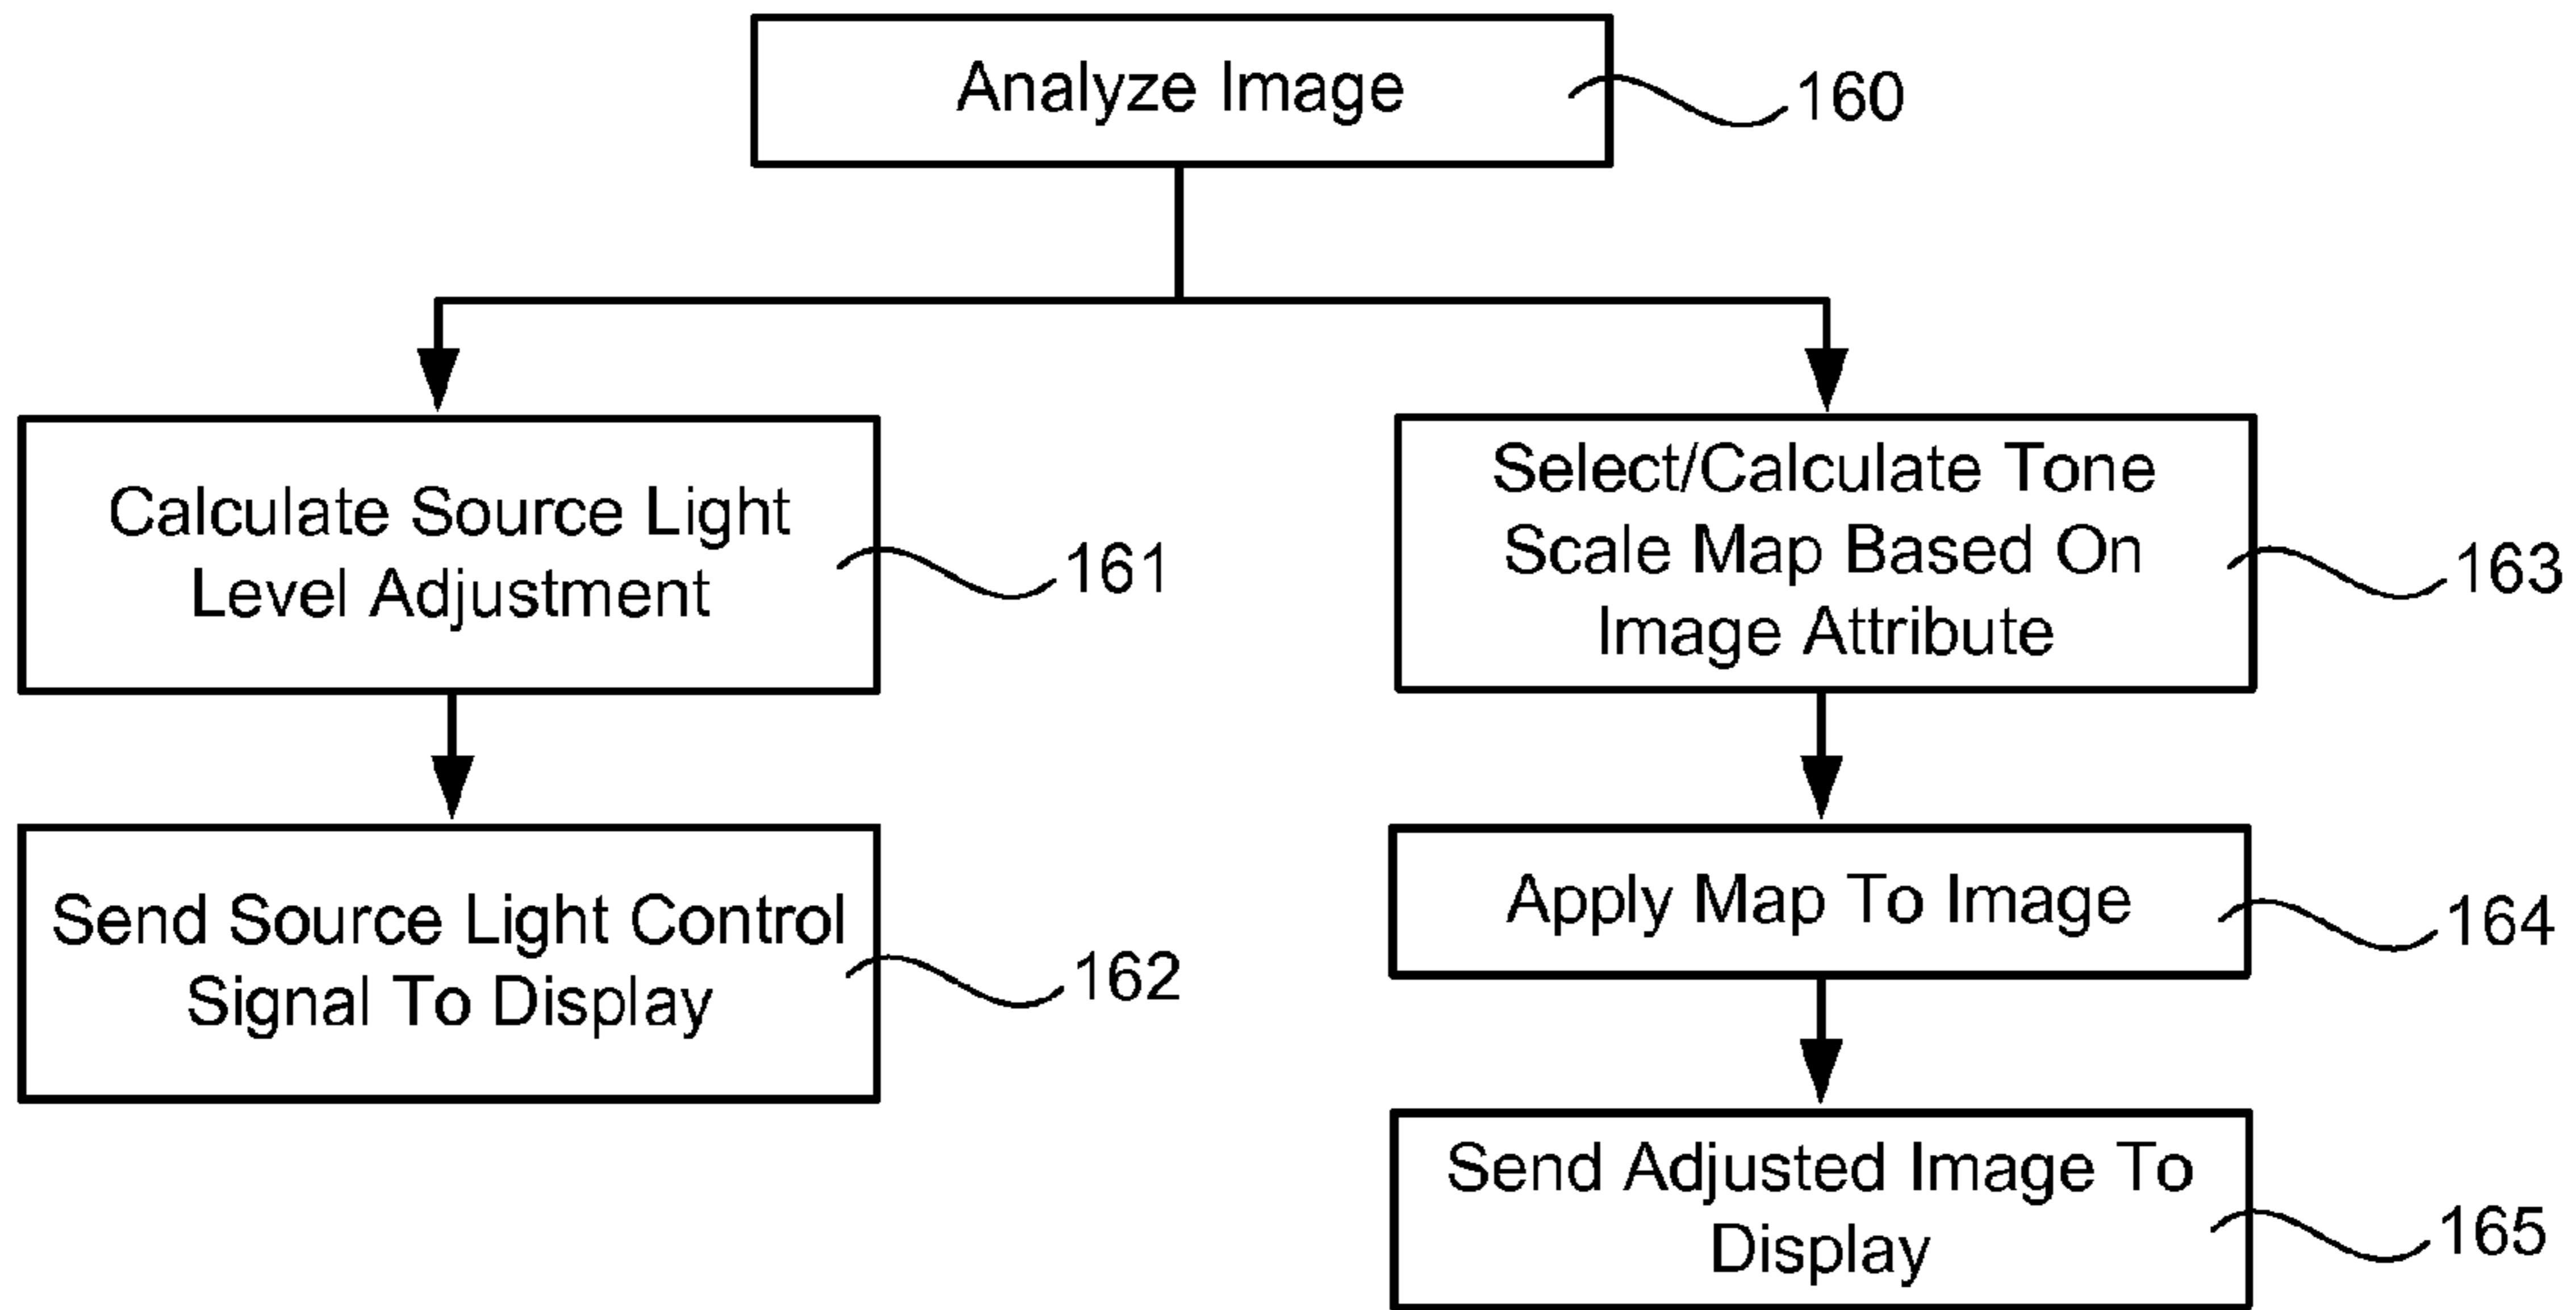 Analyze Image
160
Calculate Source Light
Level Adjustment
161
Select/Calculate Tone
Scale Map Based On
Image Attribute
163
Send Source Light Control
Signal To Display
162
Apply Map To Image
164
Send Adjusted Image To
Display
165